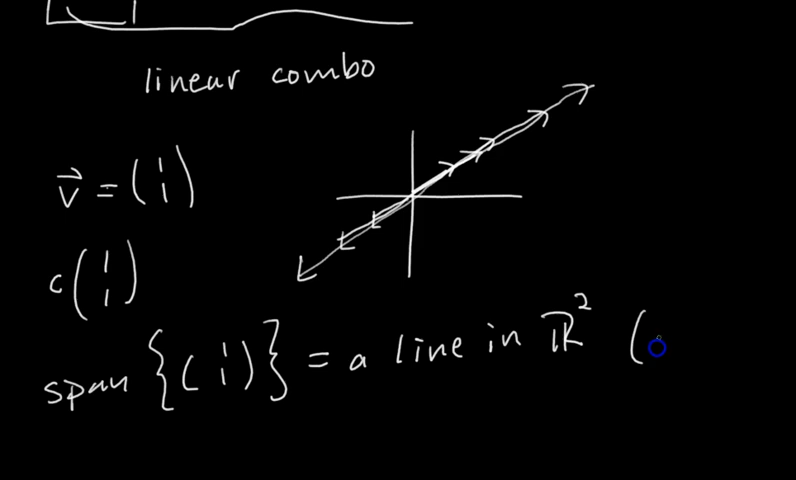 linear combo
v⃗ = (1 1)
c (1 1)
span {(1 1)} = a line in ℝ² (